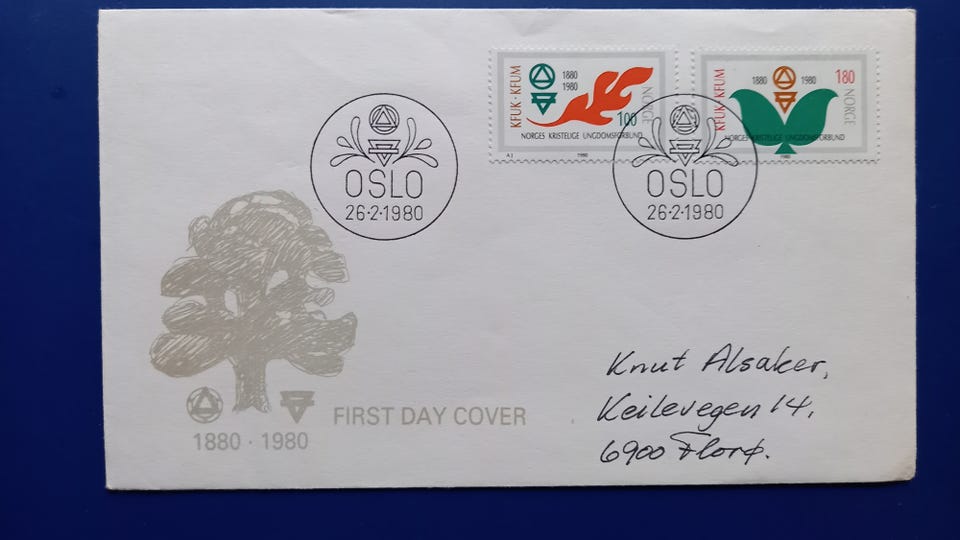 KFUK · KFUM
1880
1980
100
NORGE
NORGES KRISTELIGE UNGDOMSFORBUND
A J
1980
KFUK · KFUM
1880
1980
180
NORGE
NORGES KRISTELIGE UNGDOMSFORBUND
1980
OSLO
26·2·1980
OSLO
26·2·1980
Knut Alsaker,
Keilevegen 14,
6900 Florø.
FIRST DAY COVER
1880 · 1980